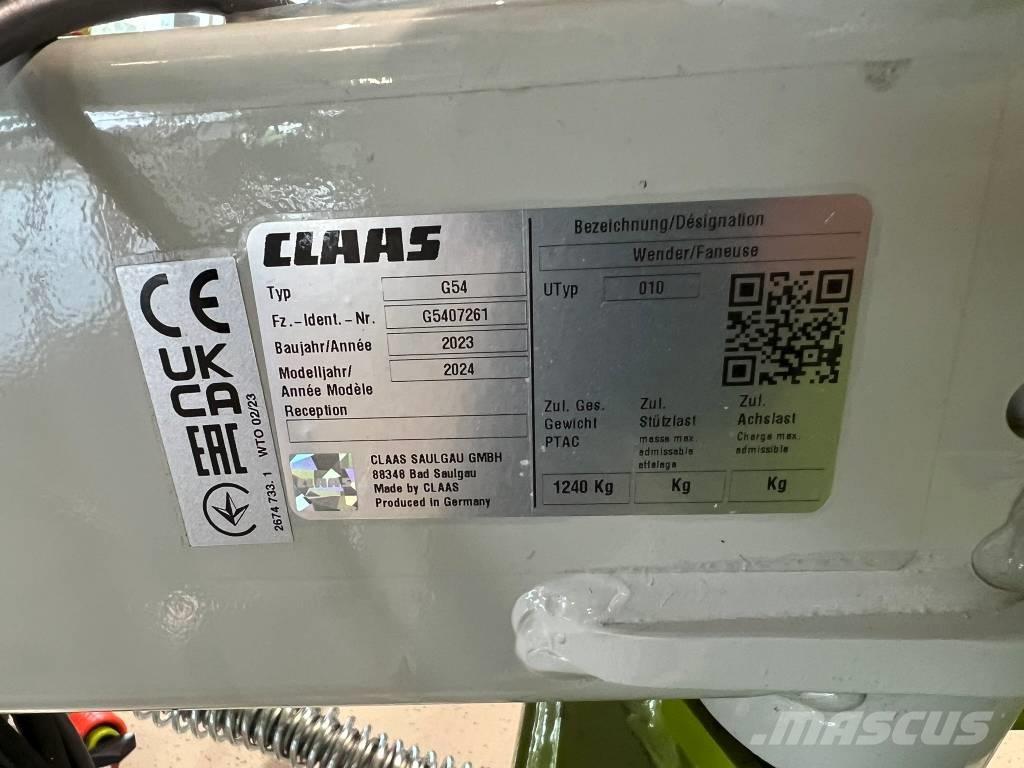 CE
UK
CA
EAC
2674 733. 1 WTO 02/23
CLAAS
Typ G54
Fz.-Ident.-Nr. G5407261
Baujahr/Année 2023
Modelljahr/ 2024
Année Modèle
Reception
CLAAS
CLAAS SAULGAU GMBH
88348 Bad Saulgau
Made by CLAAS
Produced in Germany
Bezeichnung/Désignation
Wender/Faneuse
UTyp 010
Zul. Ges. Zul. Zul.
Gewicht Stützlast Achslast
PTAC masse max. Charge max.
admissable admissible
attelage
1240 Kg Kg Kg
MASCUS